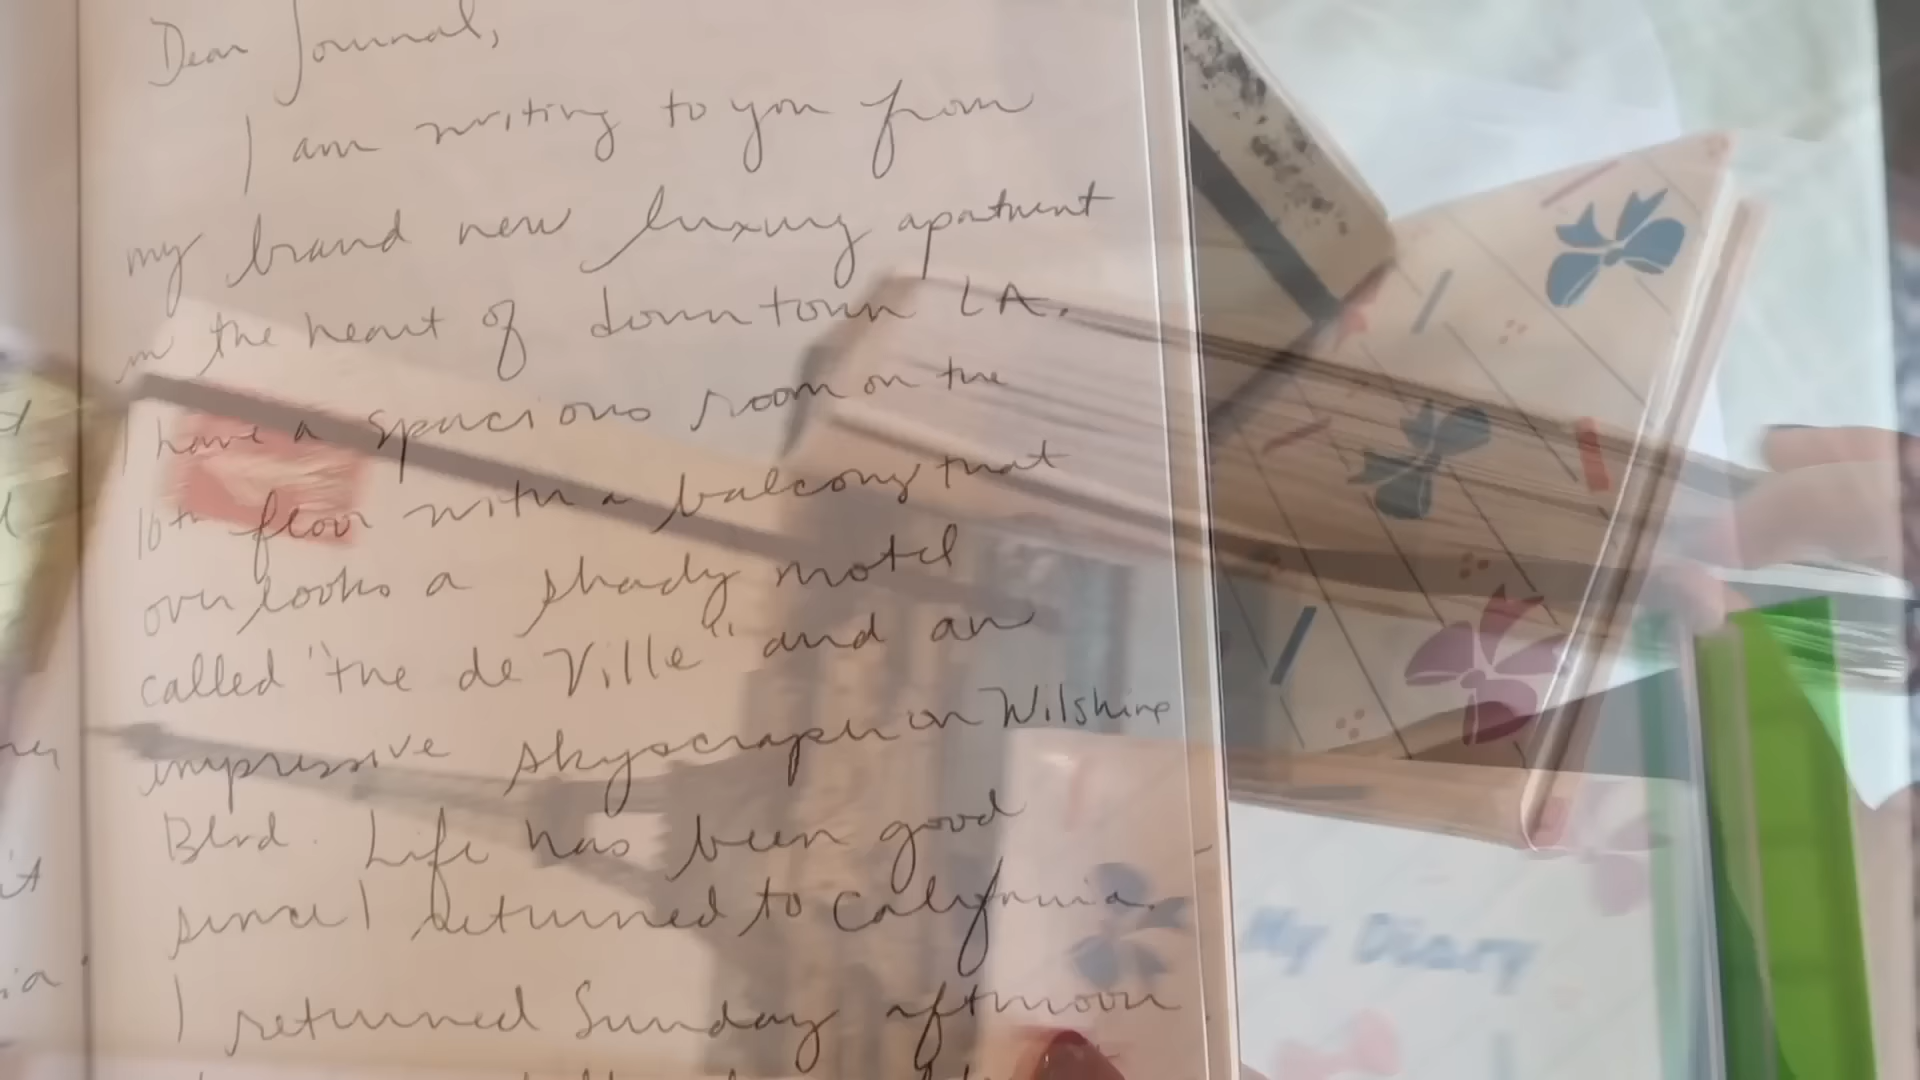 Dear Journal,
I am writing to you from
my brand new luxury apartment
in the heart of downtown LA.
I have a spacious room on the
10th floor with a balcony that
overlooks a shady motel
called "the de Ville" and an
impressive skyscraper on Wilshire
Blvd. Life has been good
since I returned to California.
I returned Sunday afternoon
My Diary